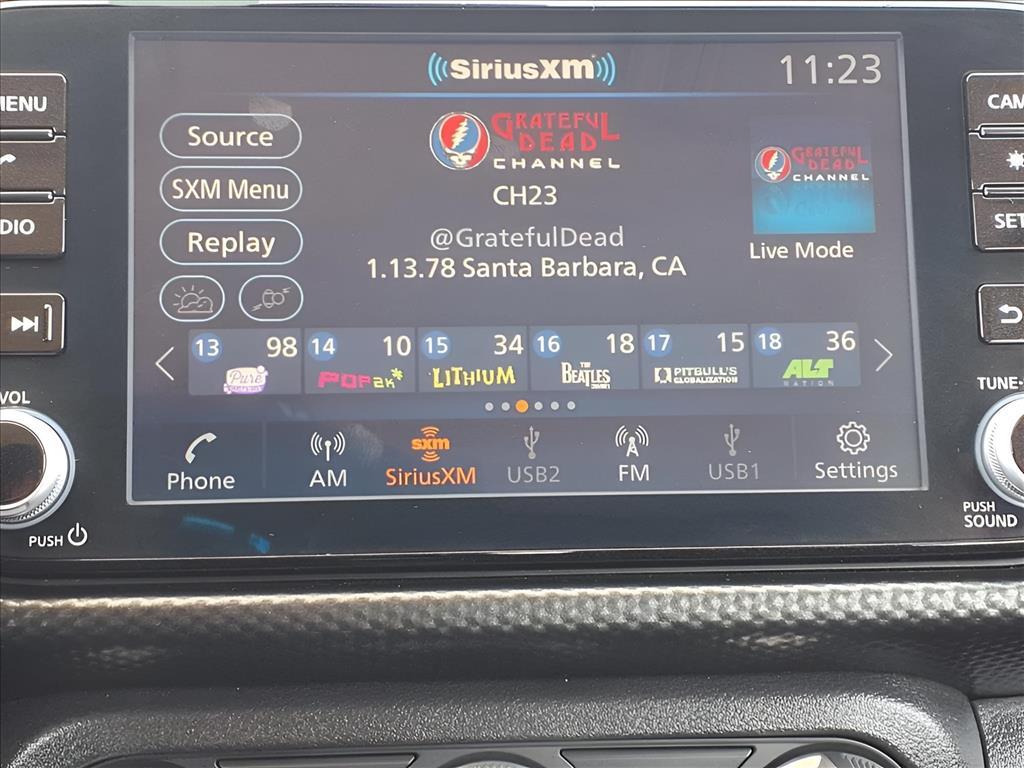 SiriusXM
11:23
MENU
CAM
Source
GRATEFUL
DEAD
CHANNEL
GRATEFUL
DEAD
CHANNEL
SXM Menu
CH23
DIO
Replay
@GratefulDead
Live Mode
SET
1.13.78 Santa Barbara, CA
13 98 14 10 15 34 16 18 17 15 18 36
Pure
POP2K*
LITHIUM
THE
BEATLES
PITBULL'S
GLOBALIZATION
ALT
NATION
VOL
TUNE-
Phone
AM
sxm
SiriusXM
USB2
FM
USB1
Settings
PUSH
PUSH
SOUND